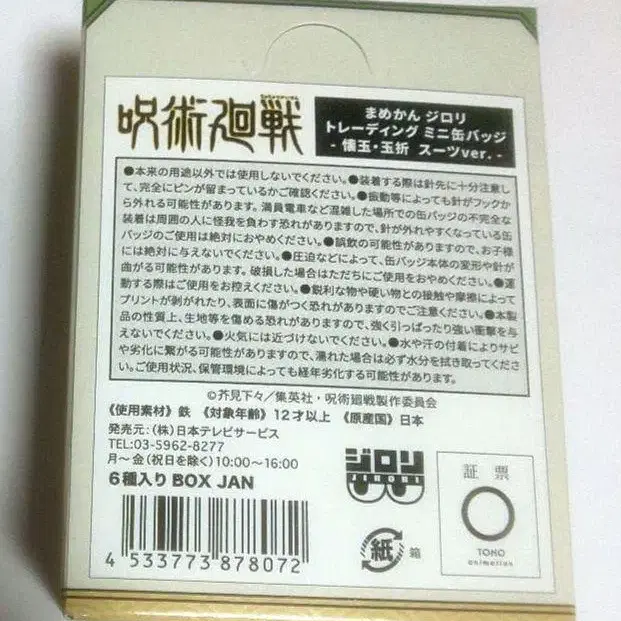 呪術廻戦
まめかん ジロリ
トレーディング ミニ缶バッジ
- 懐玉・玉折 スーツver. -
●本来の用途以外では使用しないでください。●装着する際は針先に十分注意し
て、完全にピンが留まっているかご確認ください。●振動等によっても針がフックか
ら外れる可能性があります。満員電車など混雑した場所での缶バッジの不完全な
装着は周囲の人に怪我を負わす恐れがありますので、針が外れやすくなっている缶
バッジのご使用は絶対におやめください。●誤飲の可能性がありますので、お子様
には絶対に与えないでください。●圧迫などによって、缶バッジ本体の変形や針が
曲がる可能性があります。破損した場合はただちにご使用をおやめください。●運
動する際はご使用をお控えください。●鋭利な物や硬い物との接触や摩擦によって
プリントが剥がれたり、表面に傷がつく恐れがありますのでご注意ください。●本製
品の性質上、生地等を傷める恐れがありますので、強く引っぱったり強い衝撃を与
えないでください。●火気には近づけないでください。●水や汗の付着によりサビ
や劣化に繋がる可能性がありますので、濡れた場合は必ず水分を拭き取ってくださ
い。ご使用状況、保管環境によっても経年劣化する可能性があります。
©芥見下々／集英社・呪術廻戦製作委員会
《使用素材》鉄 《対象年齢》12才以上 《原産国》日本
発売元：(株)日本テレビサービス
TEL:03-5962-8277
月～金(祝日を除く)10:00～16:00
6種入り BOX JAN
4 533773 878072
ジロリ
JIRORI
紙
箱
証票
TOHO
animation